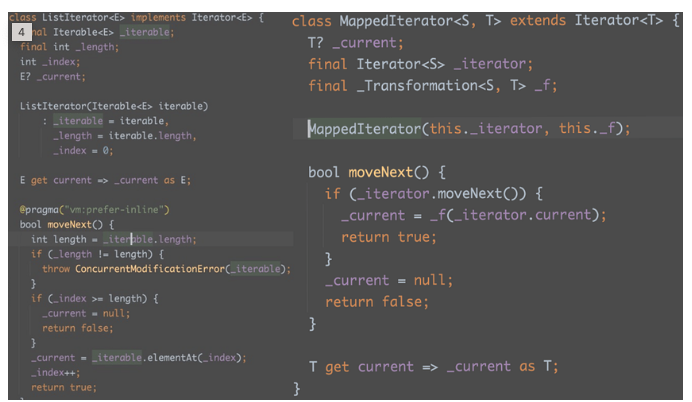 class ListIterator<E> implements Iterator<E> {
4
nal Iterable<E> _iterable;
final int _length;
int _index;
E? _current;
ListIterator(Iterable<E> iterable)
: _iterable = iterable,
_length = iterable.length,
_index = 0;
E get current => _current as E;
@pragma("vm:prefer-inline")
bool moveNext() {
int length = _iterable.length;
if (_length != length) {
throw ConcurrentModificationError(_iterable);
}
if (_index >= length) {
_current = null;
return false;
}
_current = _iterable.elementAt(_index);
_index++;
return true;
class MappedIterator<S, T> extends Iterator<T> {
T? _current;
final Iterator<S> _iterator;
final _Transformation<S, T> _f;
MappedIterator(this._iterator, this._f);
bool moveNext() {
if (_iterator.moveNext()) {
_current = _f(_iterator.current);
return true;
}
_current = null;
return false;
}
T get current => _current as T;
}